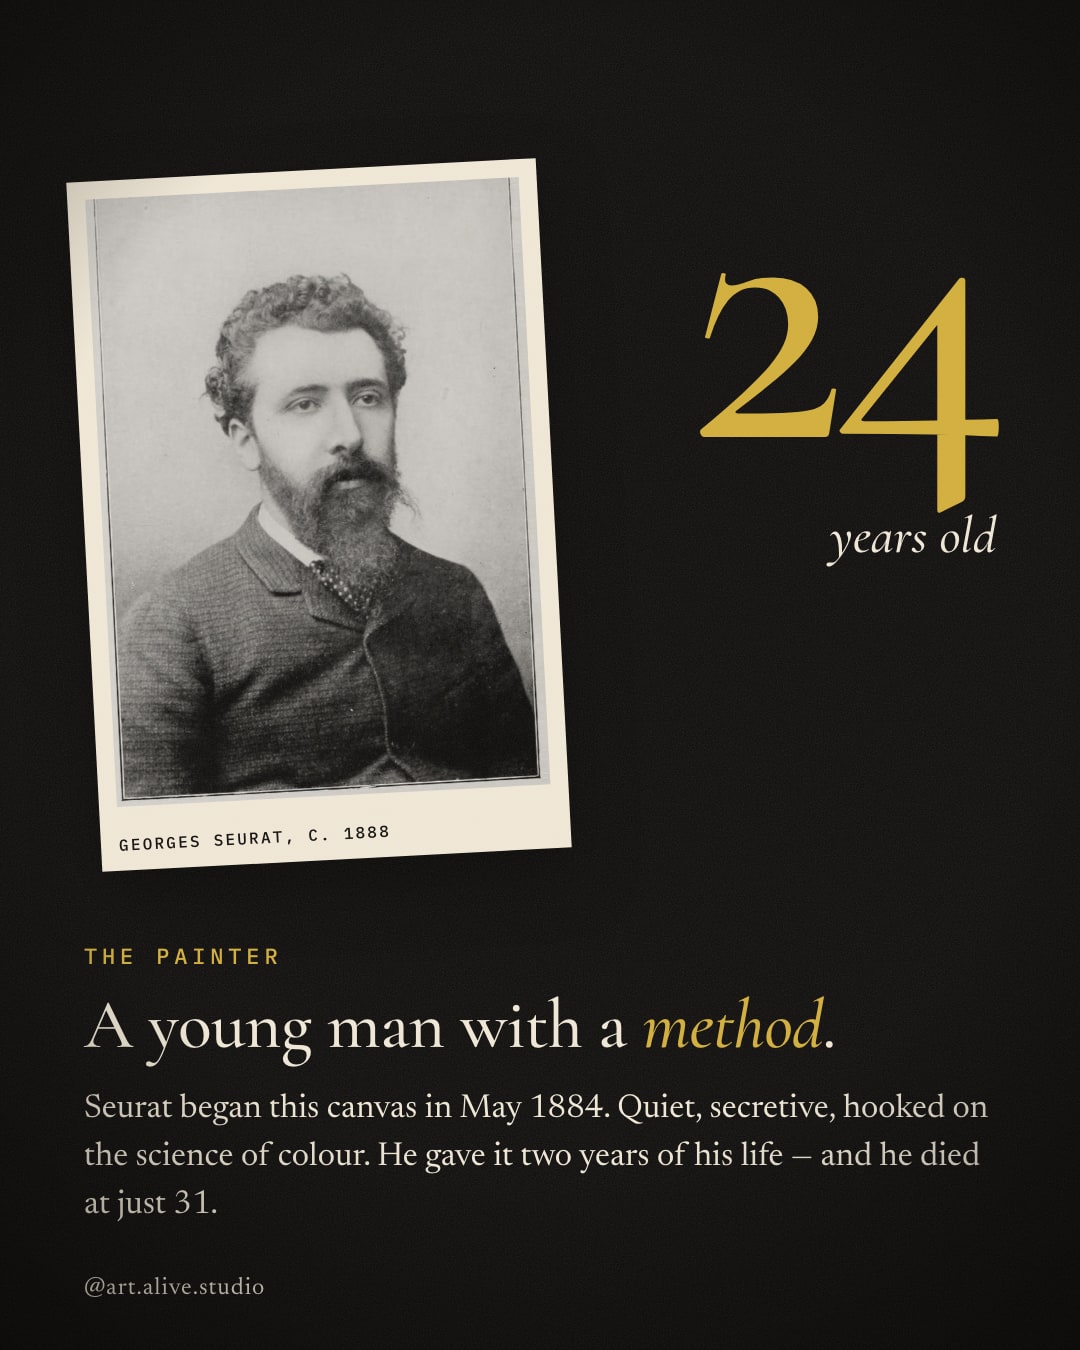 24
years old
GEORGES SEURAT, C. 1888
THE PAINTER
A young man with a method.
Seurat began this canvas in May 1884. Quiet, secretive, hooked on
the science of colour. He gave it two years of his life – and he died
at just 31.
@art.alive.studio